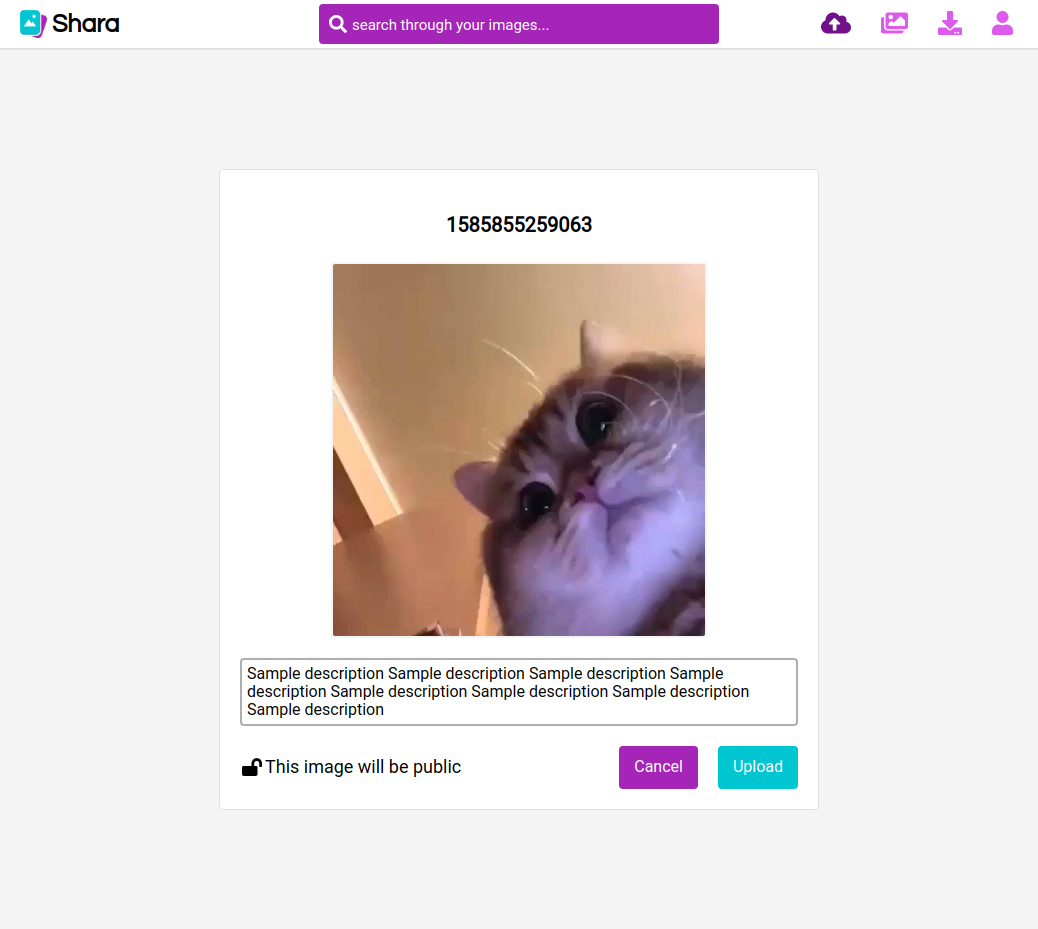 Shara
search through your images...
1585855259063
Sample description Sample description Sample description Sample
description Sample description Sample description Sample description
Sample description
This image will be public
Cancel
Upload